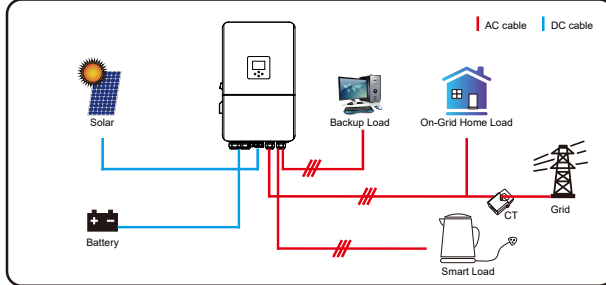 AC cable
DC cable
Solar
Backup Load
On-Grid Home Load
CT
Grid
Battery
Smart Load